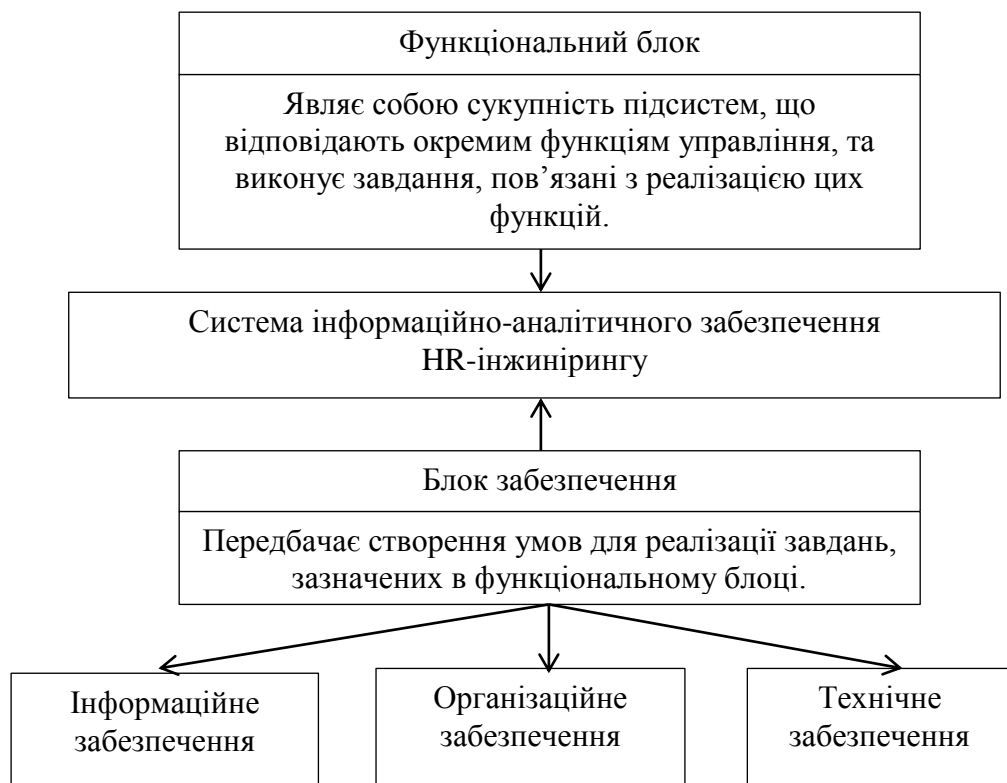 Функціональний блок
Являє собою сукупність підсистем, що
відповідають окремим функціям управління, та
виконує завдання, пов’язані з реалізацією цих
функцій.
Система інформаційно-аналітичного забезпечення
HR-інжинірингу
Блок забезпечення
Передбачає створення умов для реалізації завдань,
зазначених в функціональному блоці.
Інформаційне
забезпечення
Організаційне
забезпечення
Технічне
забезпечення